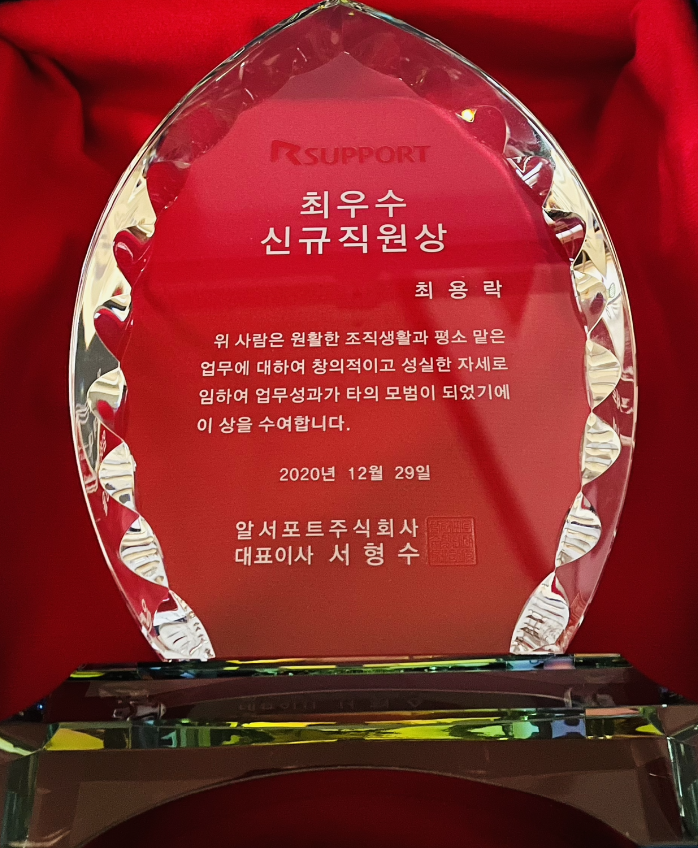 RSUPPORT
최우수
신규직원상
최 용 락
위 사람은 원활한 조직생활과 평소 맡은
업무에 대하여 창의적이고 성실한 자세로
임하여 업무성과가 타의 모범이 되었기에
이 상을 수여합니다.
2020년 12월 29일
알서포트주식회사
대표이사 서 형 수